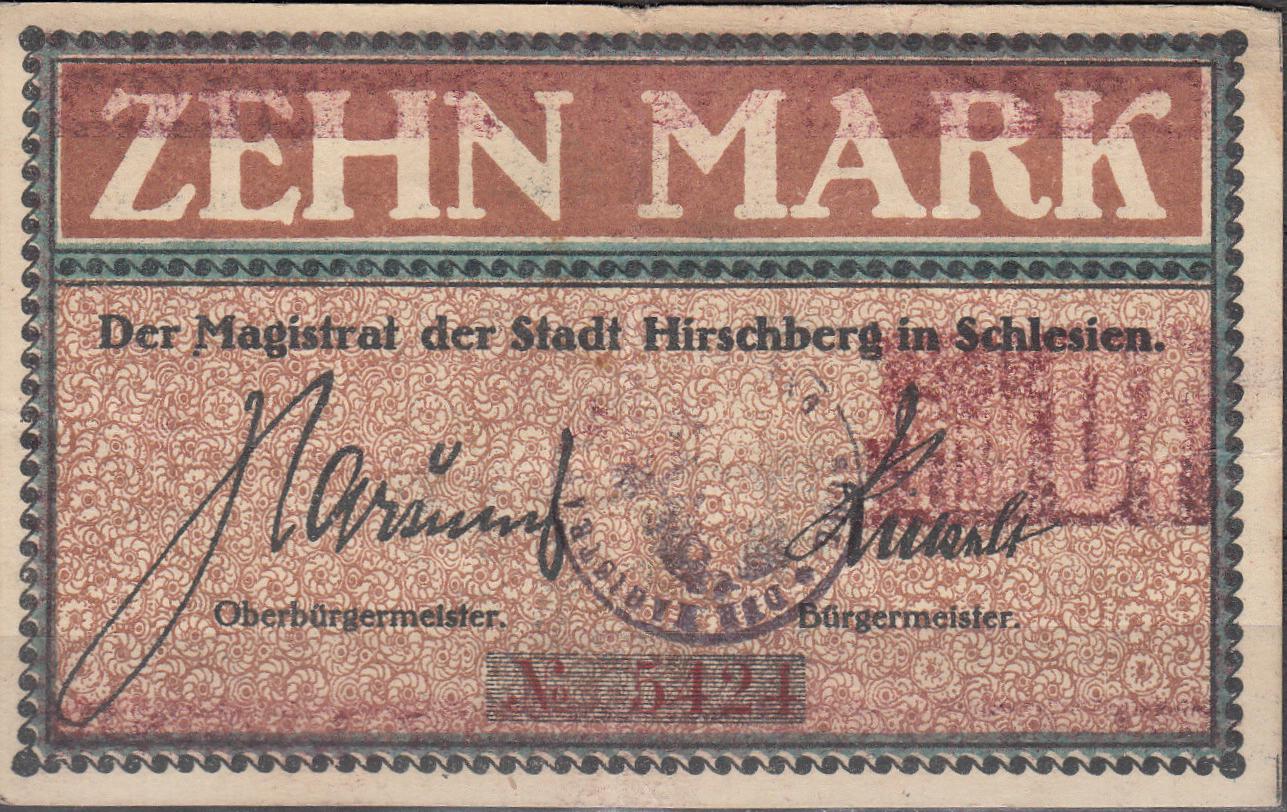 ZEHN MARK
Der Magistrat der Stadt Hirschberg in Schlesien.
Oberbürgermeister.
Bürgermeister.
No. 5424